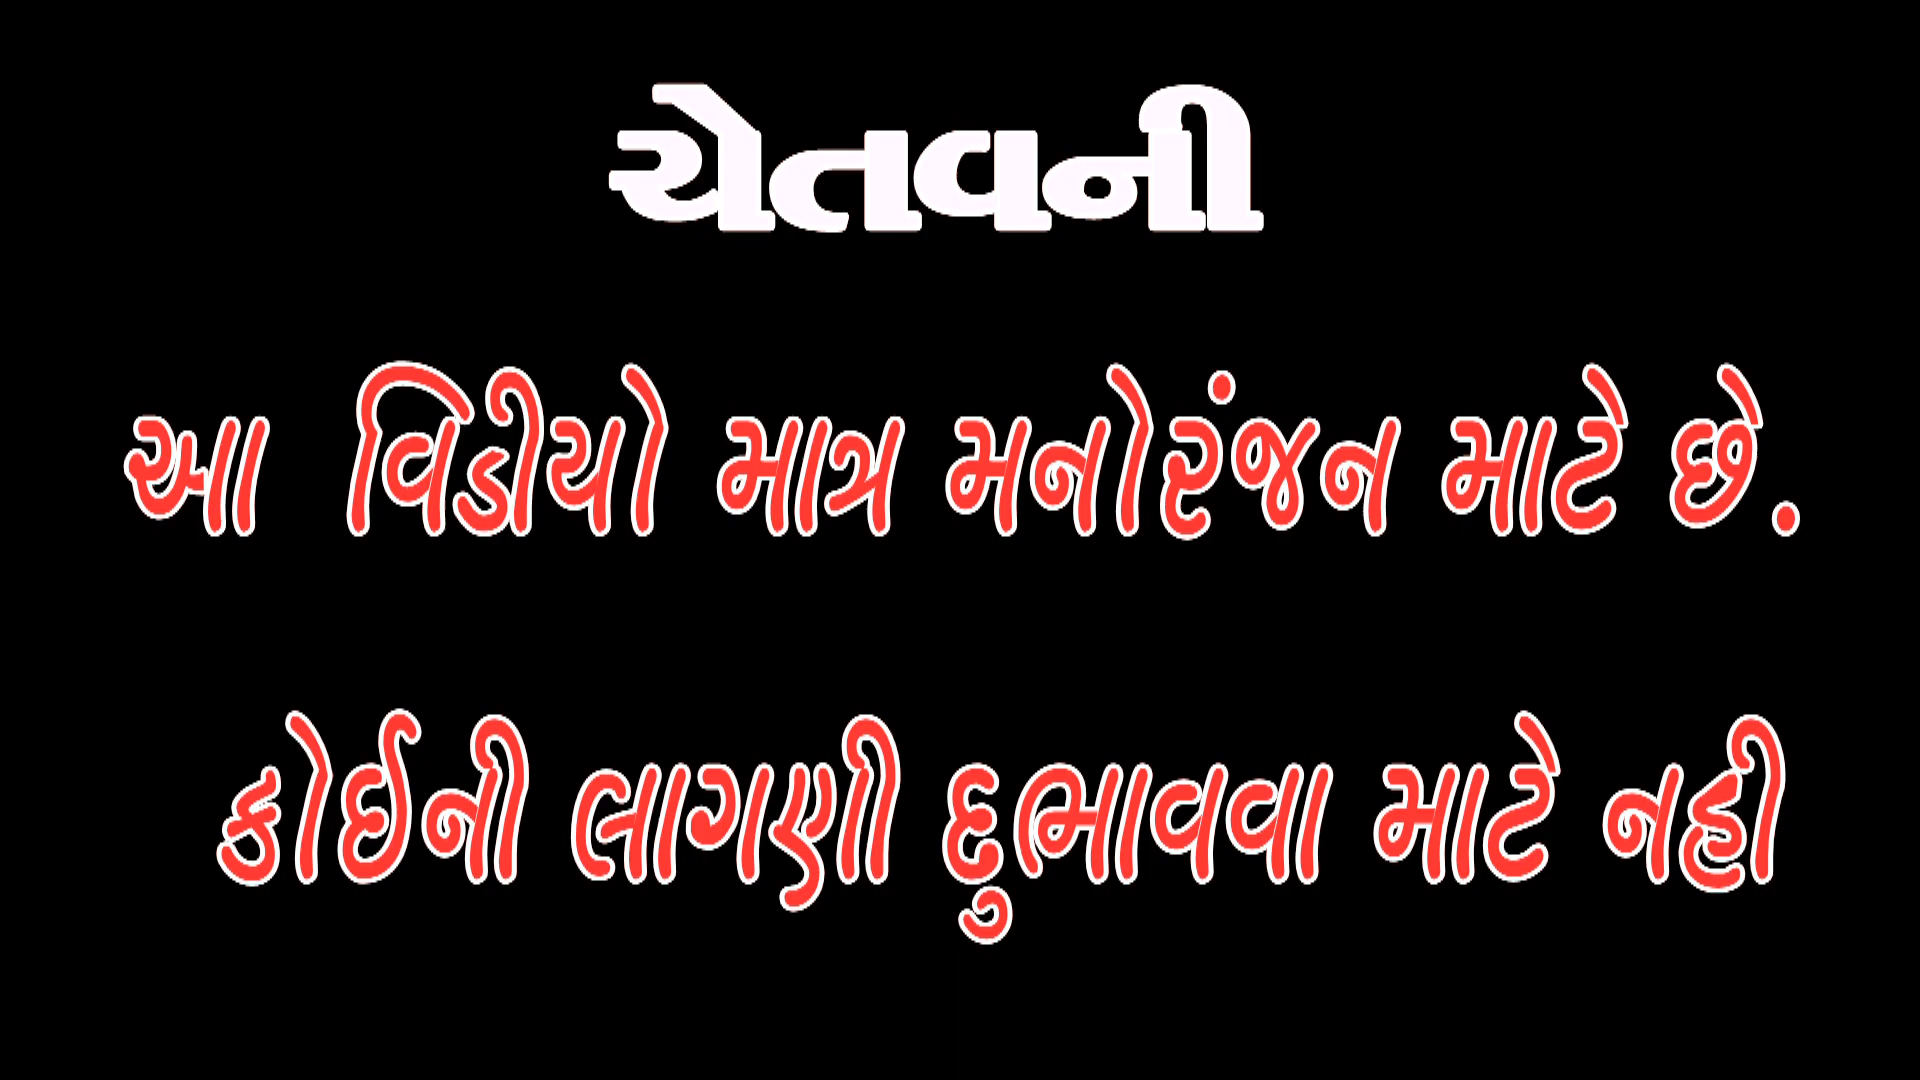 ચેતવની
આ વિડીયો માત્ર મનોરંજન માટે છે.
કોઈની લાગણી દુભાવવા માટે નહી